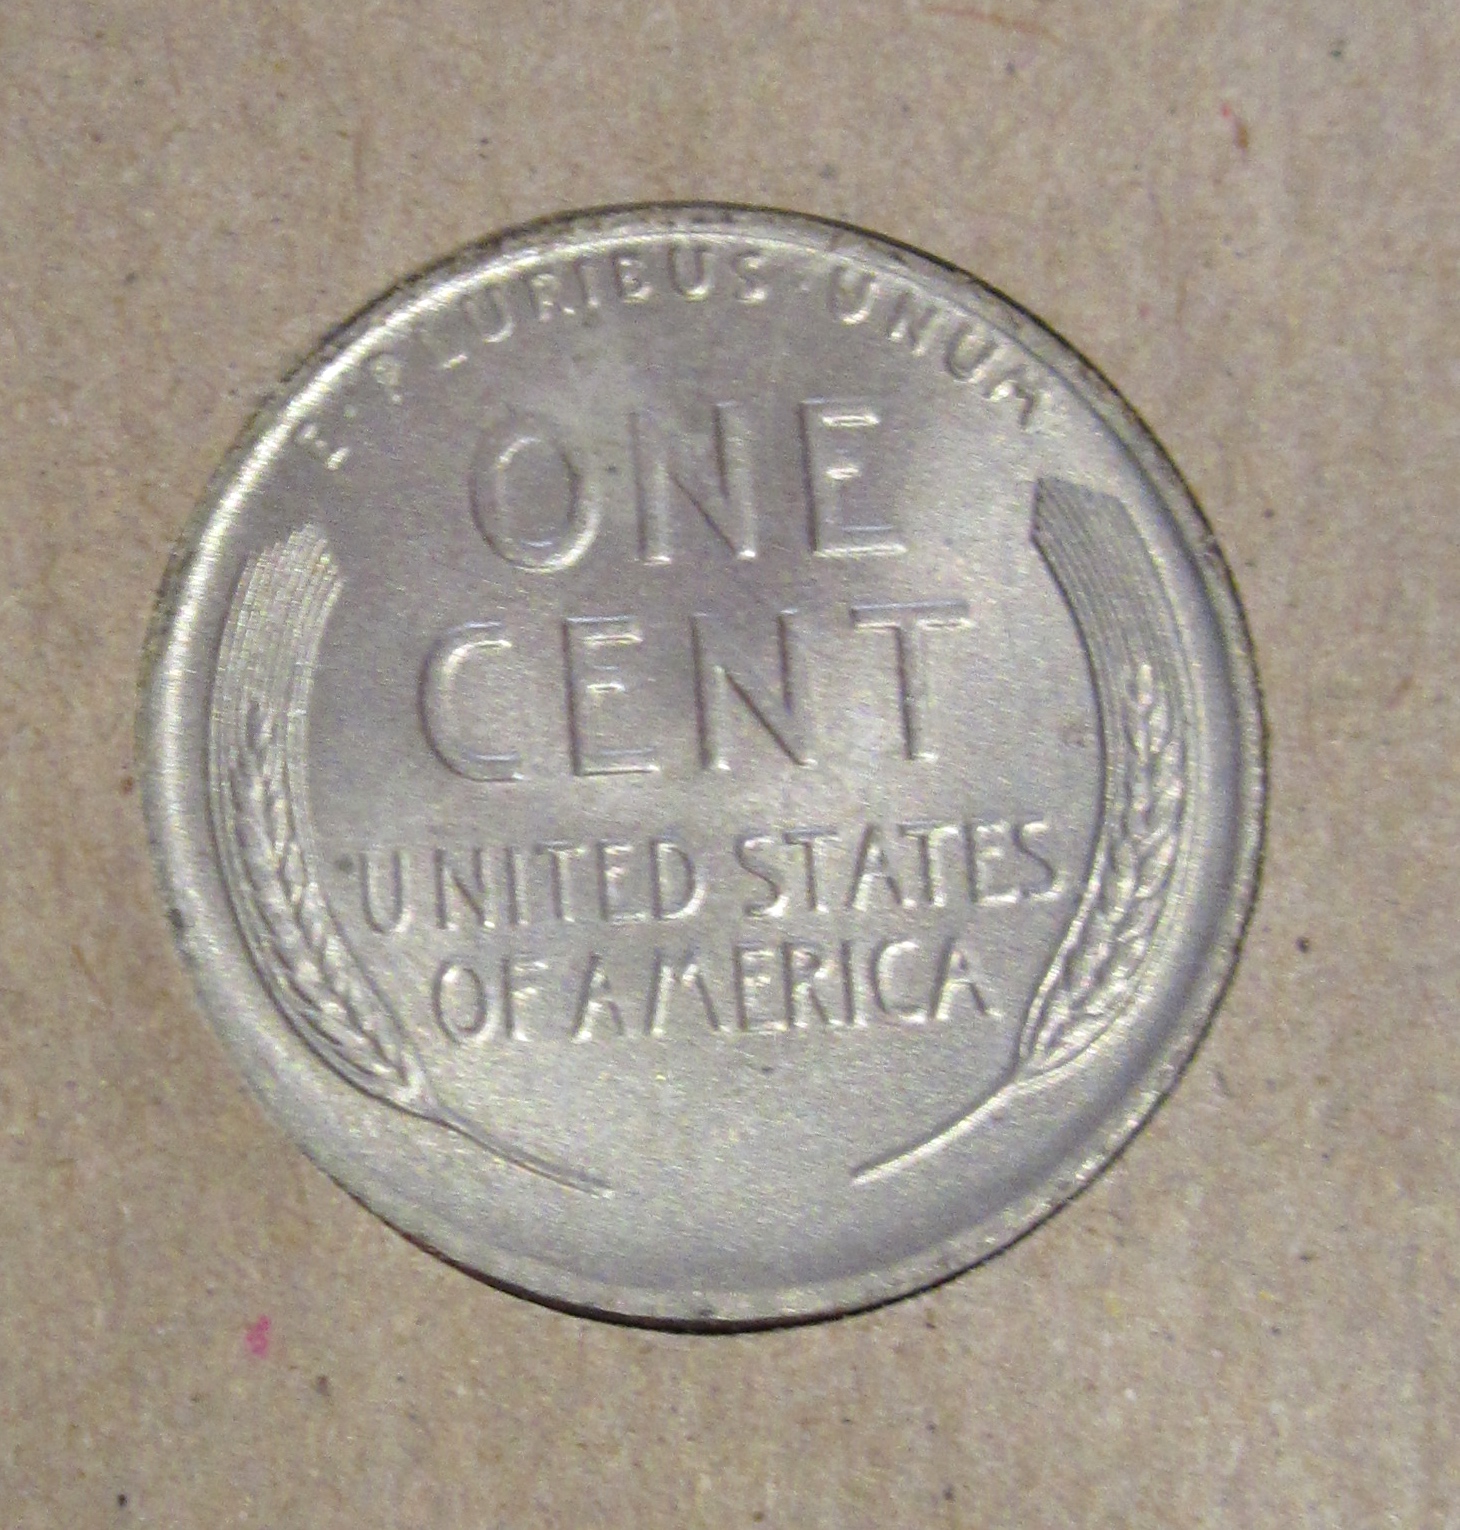 E·PLURIBUS·UNUM
ONE
CENT
UNITED STATES
OF AMERICA